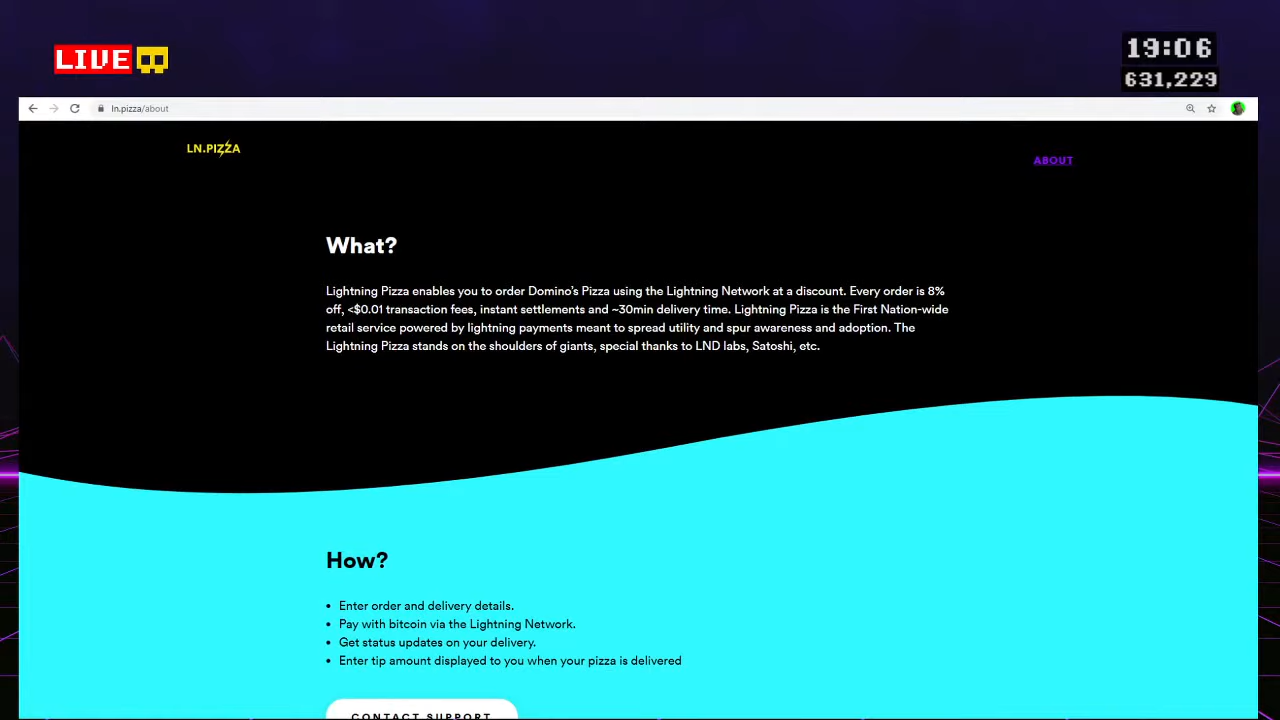 LIVE
19:06
631,229
ln.pizza/about
LN.PIZZA
ABOUT
What?
Lightning Pizza enables you to order Domino's Pizza using the Lightning Network at a discount. Every order is 8%
off, <$0.01 transaction fees, instant settlements and ~30min delivery time. Lightning Pizza is the First Nation-wide
retail service powered by lightning payments meant to spread utility and spur awareness and adoption. The
Lightning Pizza stands on the shoulders of giants, special thanks to LND labs, Satoshi, etc.
How?
• Enter order and delivery details.
• Pay with bitcoin via the Lightning Network.
• Get status updates on your delivery.
• Enter tip amount displayed to you when your pizza is delivered
CONTACT SUPPORT